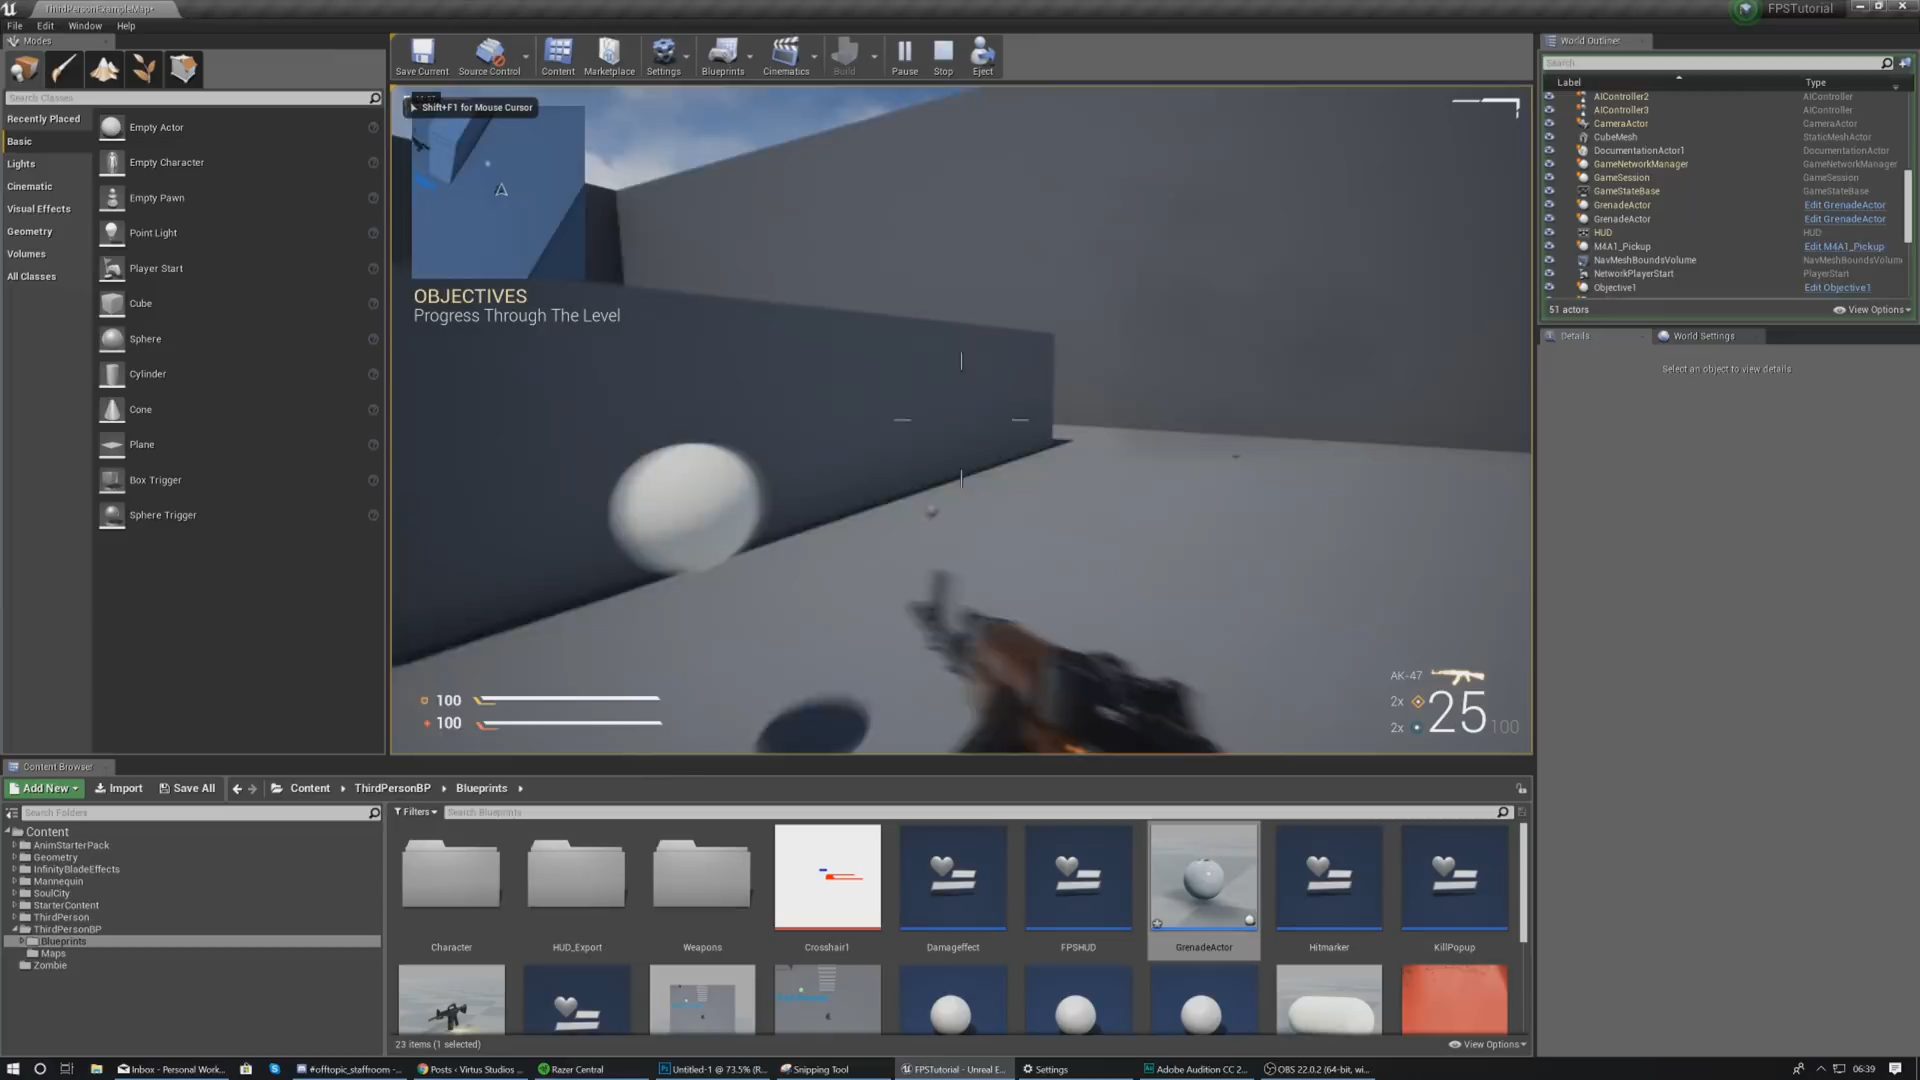 ThirdPersonExampleMap*
FPSTutorial
File Edit Window Help
Modes
Search Classes
Recently Placed
Basic
Lights
Cinematic
Visual Effects
Geometry
Volumes
All Classes
Empty Actor
Empty Character
Empty Pawn
Point Light
Player Start
Cube
Sphere
Cylinder
Cone
Plane
Box Trigger
Sphere Trigger
Save Current Source Control Content Marketplace Settings Blueprints Cinematics Build Pause Stop Eject
Shift+F1 for Mouse Cursor
OBJECTIVES
Progress Through The Level
100
100
AK-47
2x
2x
25 100
World Outliner
Search
Label Type
AIController2 AIController
AIController3 AIController
CameraActor CameraActor
CubeMesh StaticMeshActor
DocumentationActor1 DocumentationActor
GameNetworkManager GameNetworkManager
GameSession GameSession
GameStateBase GameStateBase
GrenadeActor Edit GrenadeActor
GrenadeActor Edit GrenadeActor
HUD HUD
M4A1_Pickup Edit M4A1_Pickup
NavMeshBoundsVolume NavMeshBoundsVolum
NetworkPlayerStart PlayerStart
Objective1 Edit Objective1
51 actors View Options
Details World Settings
Select an object to view details
Content Browser
Add New Import Save All Content ThirdPersonBP Blueprints
Search Folders
Content
AnimStarterPack
Geometry
InfinityBladeEffects
Mannequin
SoulCity
StarterContent
ThirdPerson
ThirdPersonBP
Blueprints
Maps
Zombie
Filters Search Blueprints
Character HUD_Export Weapons Crosshair1 Damageffect FPSHUD GrenadeActor Hitmarker KillPopup
23 items (1 selected) View Options
Inbox - Personal Work... #offtopic_staffroom -... Posts ‹ Virtus Studios ... Razer Central Untitled-1 @ 73.5% (R... Snipping Tool FPSTutorial - Unreal E... Settings Adobe Audition CC 2... OBS 22.0.2 (64-bit, wi... 06:39